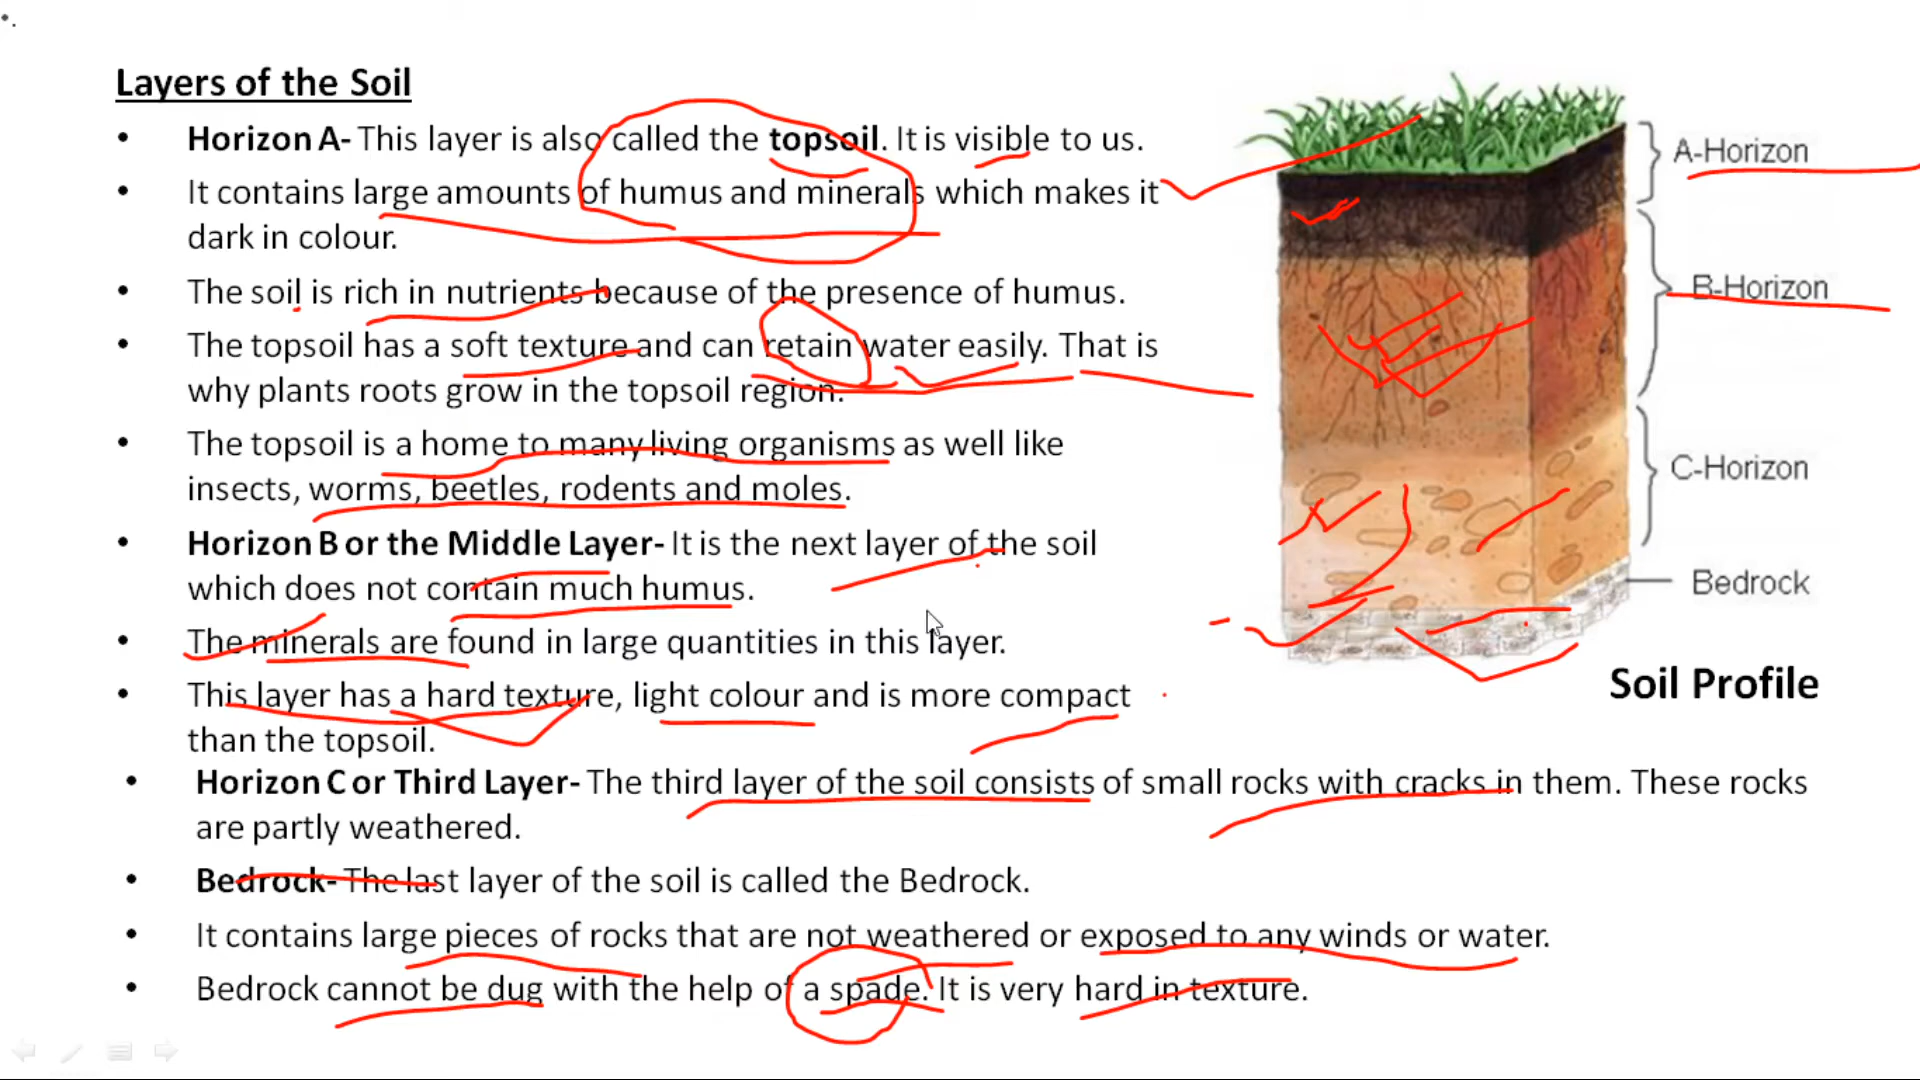 Layers of the Soil
• Horizon A- This layer is also called the topsoil. It is visible to us.
• It contains large amounts of humus and minerals which makes it
dark in colour.
• The soil is rich in nutrients because of the presence of humus.
• The topsoil has a soft texture and can retain water easily. That is
why plants roots grow in the topsoil region.
• The topsoil is a home to many living organisms as well like
insects, worms, beetles, rodents and moles.
• Horizon B or the Middle Layer- It is the next layer of the soil
which does not contain much humus.
• The minerals are found in large quantities in this layer.
• This layer has a hard texture, light colour and is more compact
than the topsoil.
• Horizon C or Third Layer- The third layer of the soil consists of small rocks with cracks in them. These rocks
are partly weathered.
• Bedrock- The last layer of the soil is called the Bedrock.
• It contains large pieces of rocks that are not weathered or exposed to any winds or water.
• Bedrock cannot be dug with the help of a spade. It is very hard in texture.
A-Horizon
B-Horizon
C-Horizon
Bedrock
Soil Profile